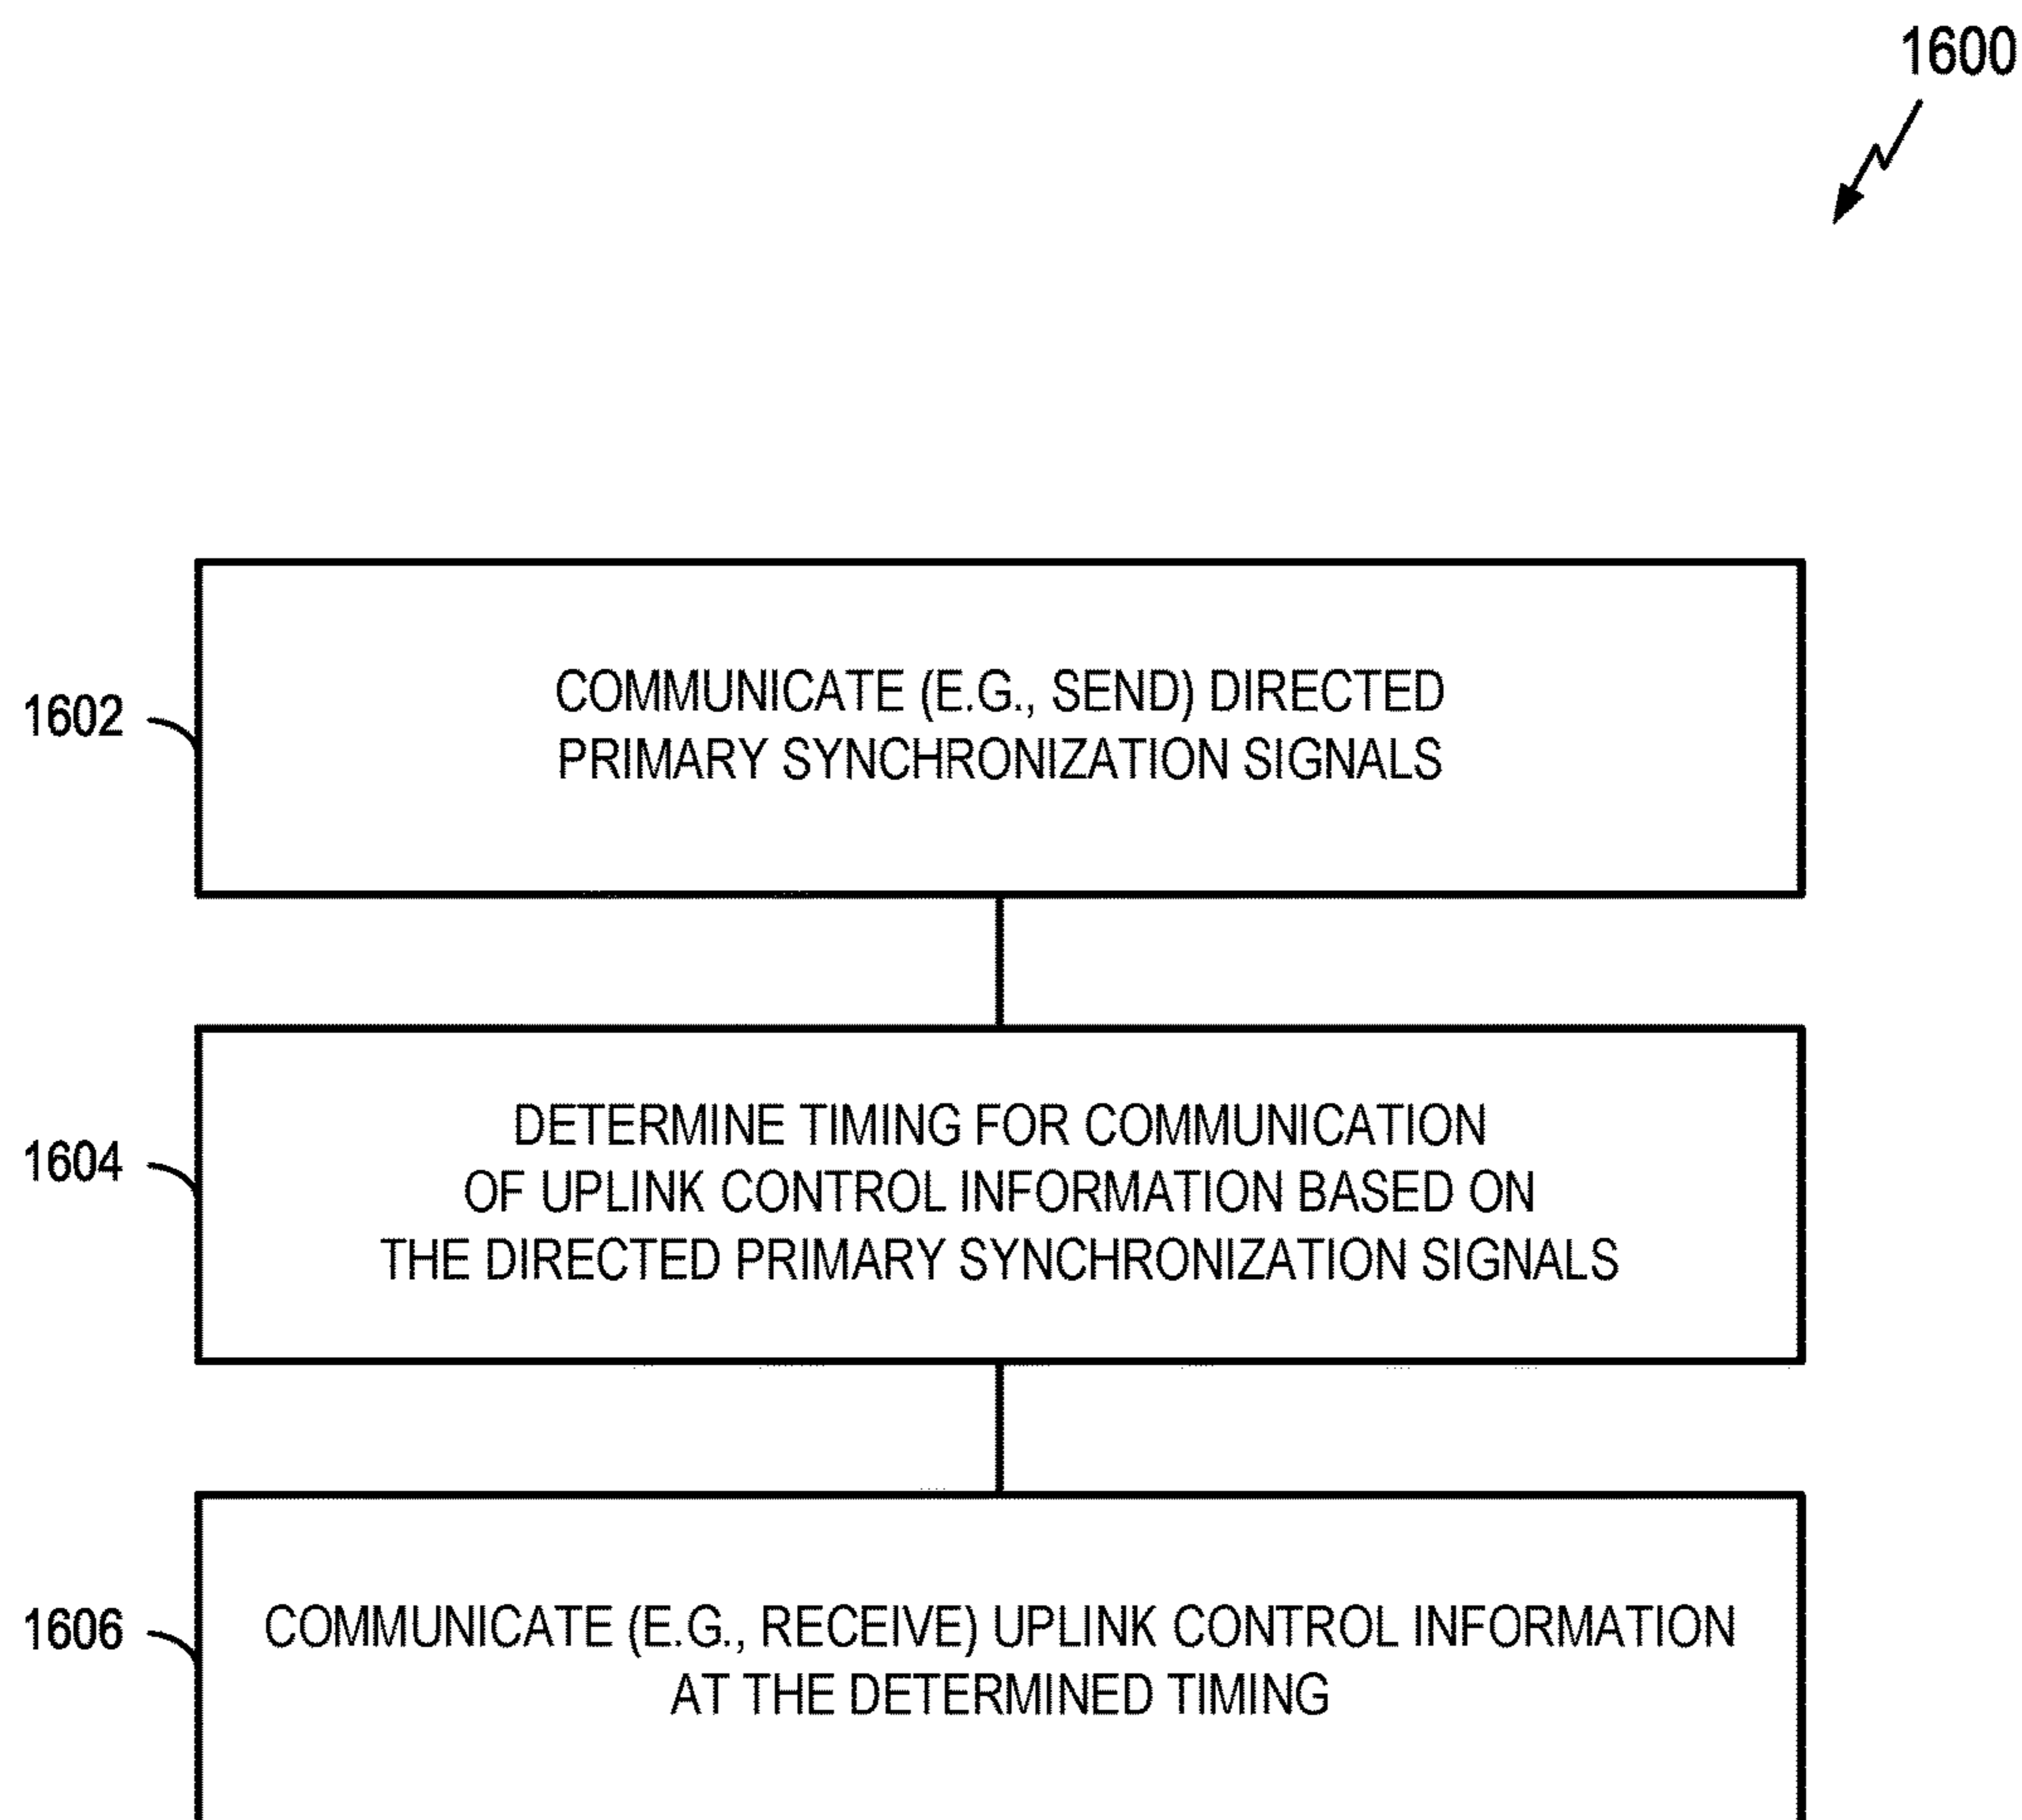 1600
1602
COMMUNICATE (E.G., SEND) DIRECTED
PRIMARY SYNCHRONIZATION SIGNALS
1604
DETERMINE TIMING FOR COMMUNICATION
OF UPLINK CONTROL INFORMATION BASED ON
THE DIRECTED PRIMARY SYNCHRONIZATION SIGNALS
1606
COMMUNICATE (E.G., RECEIVE) UPLINK CONTROL INFORMATION
AT THE DETERMINED TIMING